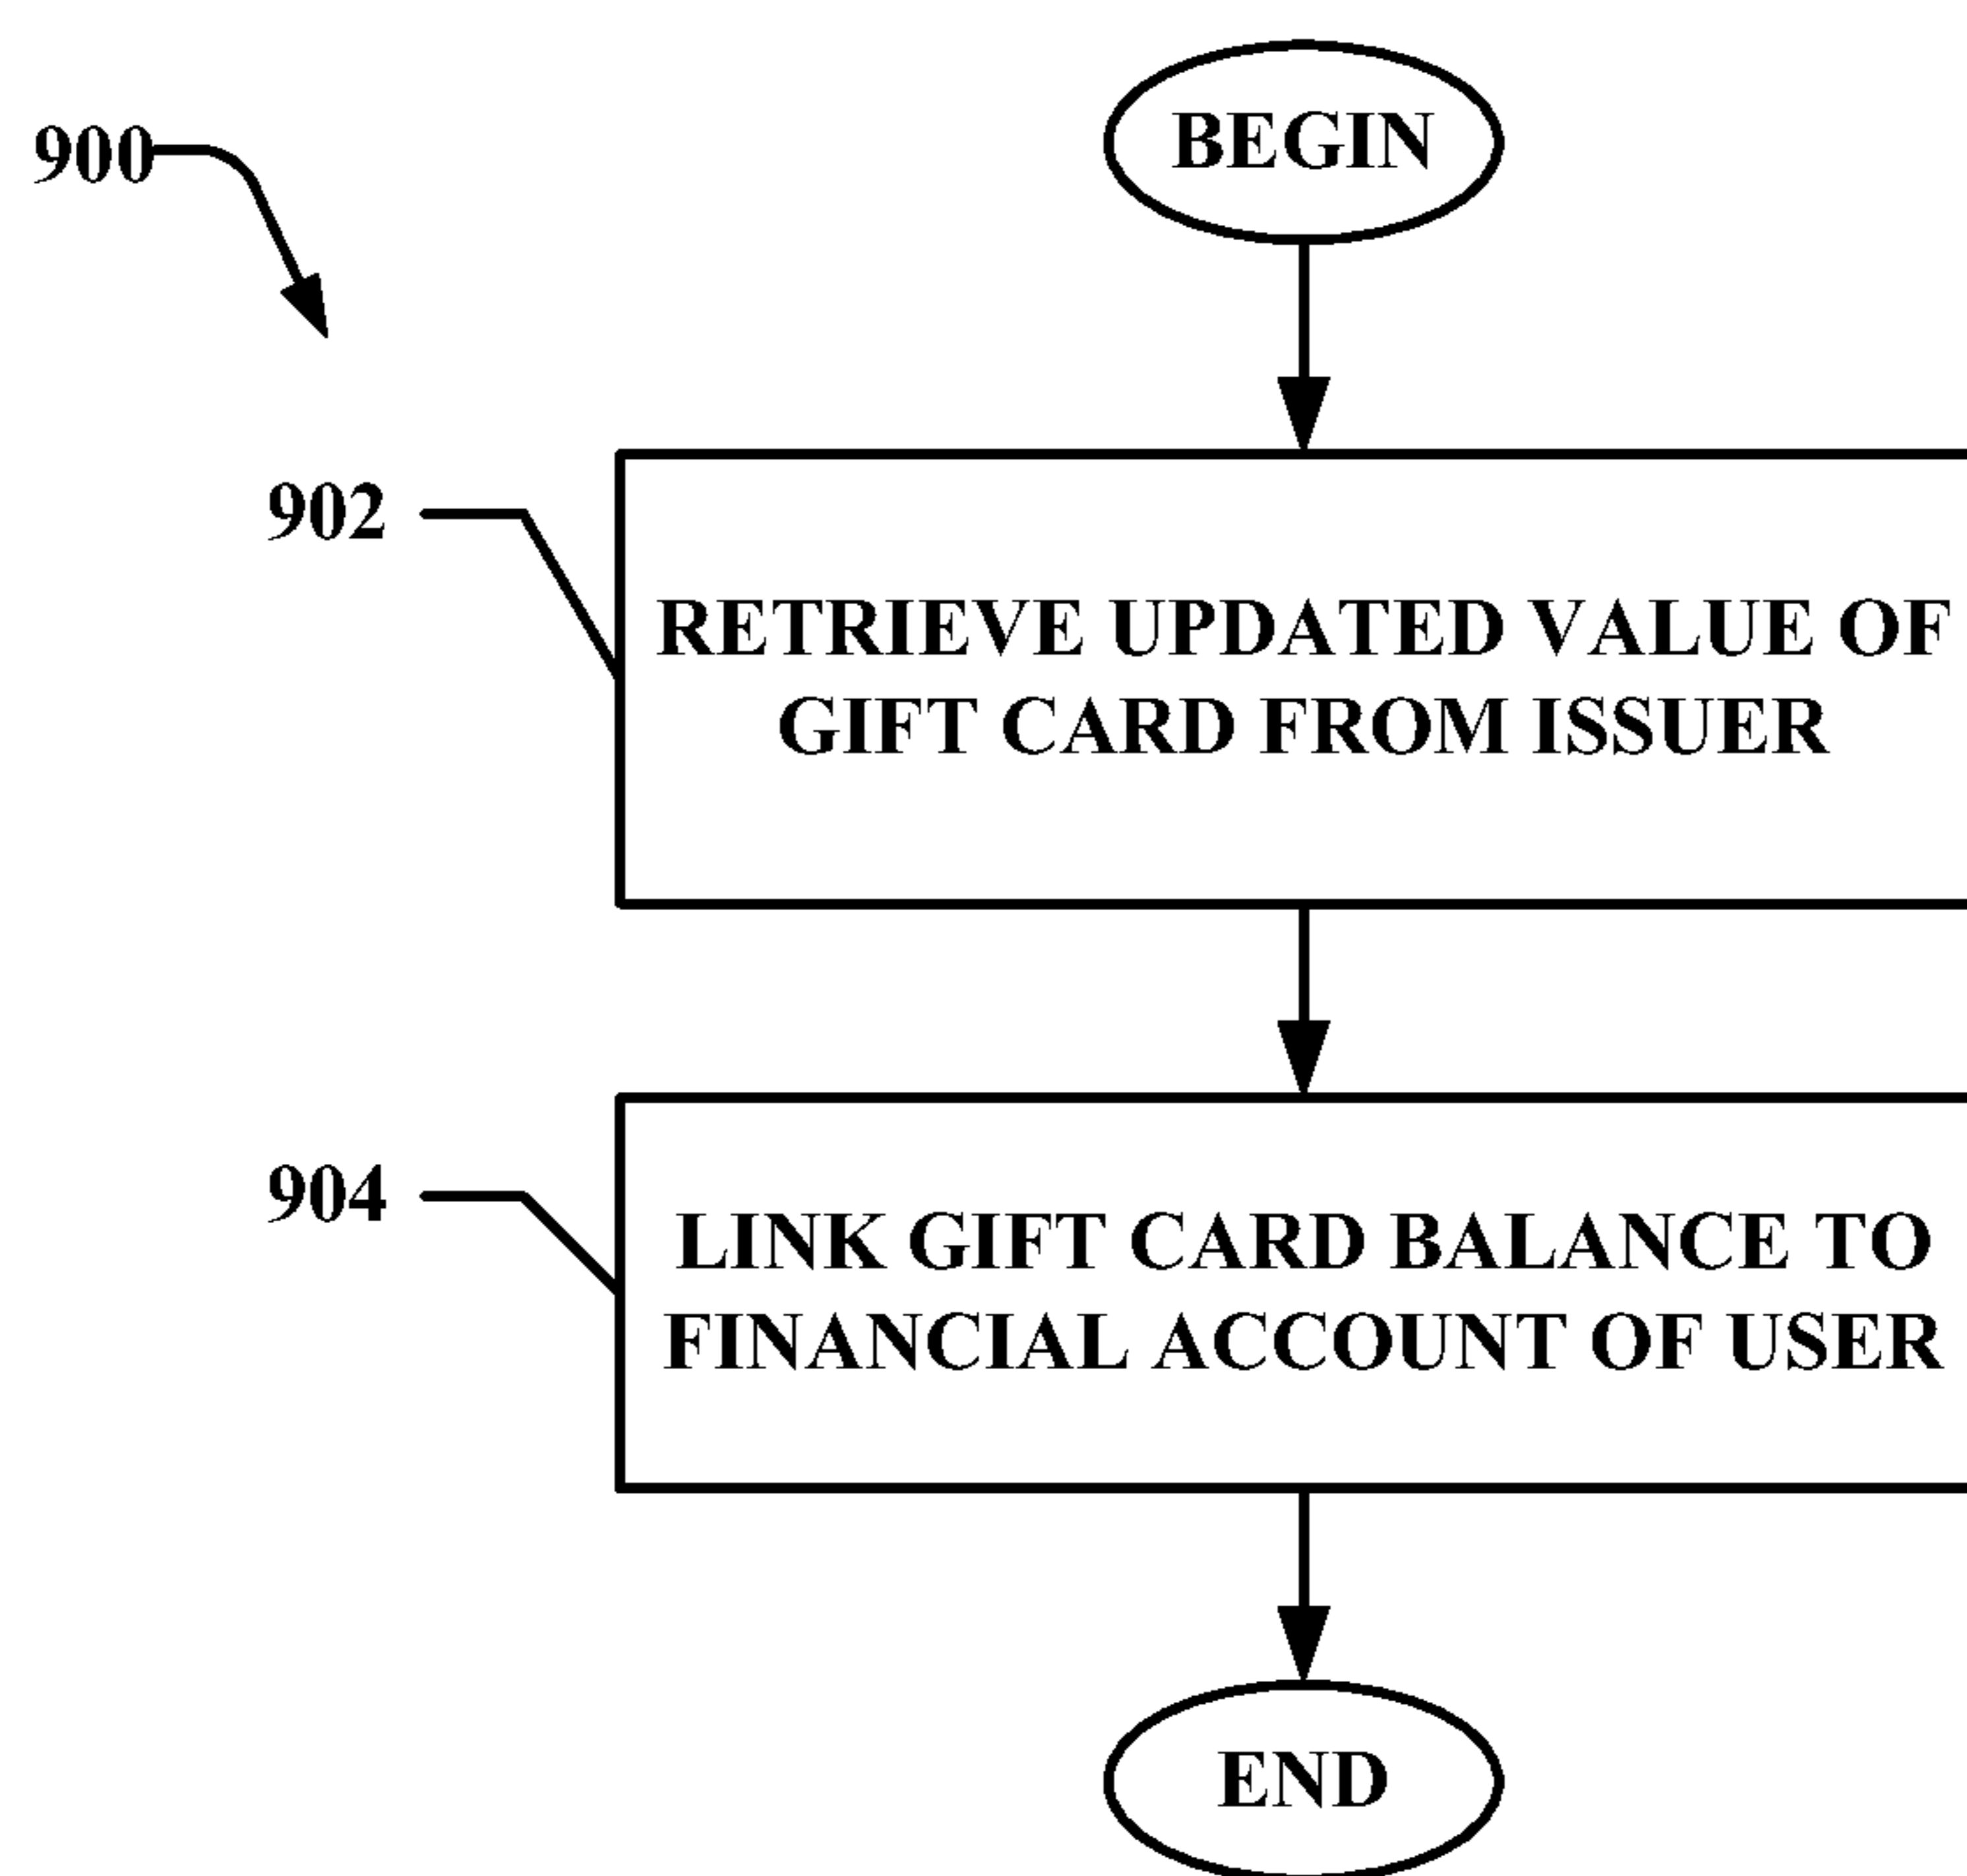 900
BEGIN
902
RETRIEVE UPDATED VALUE OF
GIFT CARD FROM ISSUER
904
LINK GIFT CARD BALANCE TO
FINANCIAL ACCOUNT OF USER
END